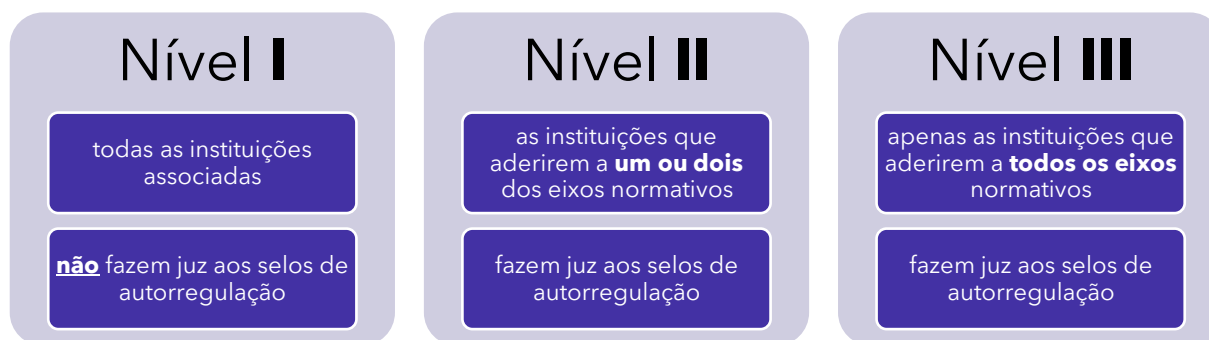 Nível I
todas as instituições
associadas
não fazem juz aos selos de
autorregulação
Nível II
as instituições que
aderirem a um ou dois
dos eixos normativos
fazem juz aos selos de
autorregulação
Nível III
apenas as instituições que
aderirem a todos os eixos
normativos
fazem juz aos selos de
autorregulação